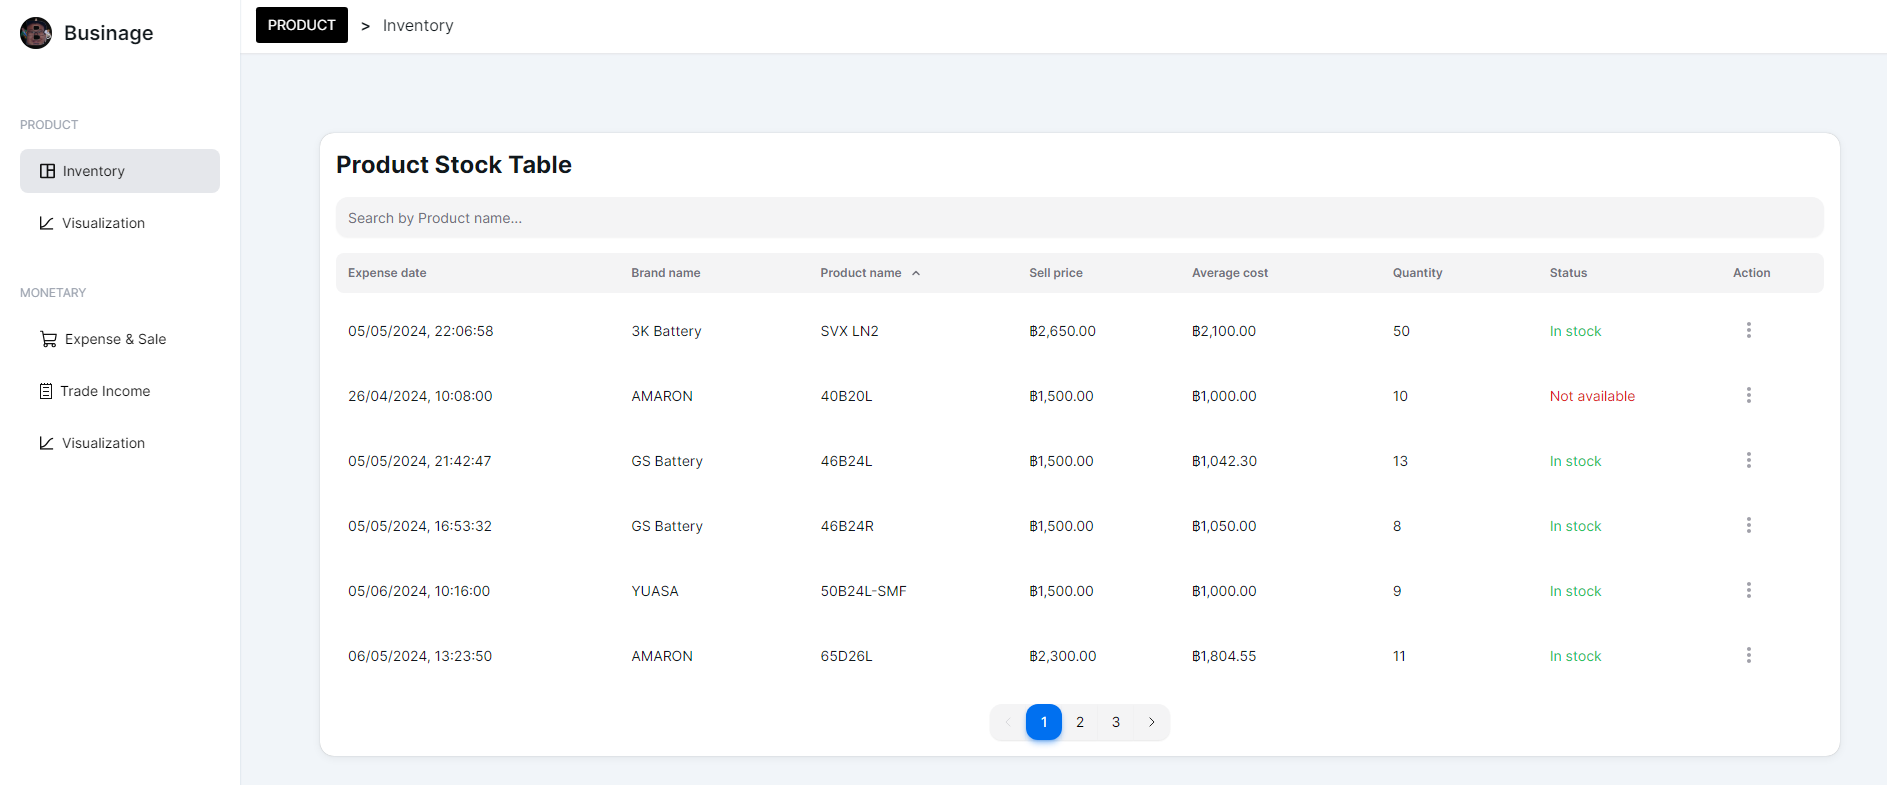 Businage
PRODUCT > Inventory
PRODUCT
Inventory
Visualization
MONETARY
Expense & Sale
Trade Income
Visualization
Product Stock Table
Search by Product name...
Expense date Brand name Product name Sell price Average cost Quantity Status Action
05/05/2024, 22:06:58 3K Battery SVX LN2 ฿2,650.00 ฿2,100.00 50 In stock
26/04/2024, 10:08:00 AMARON 40B20L ฿1,500.00 ฿1,000.00 10 Not available
05/05/2024, 21:42:47 GS Battery 46B24L ฿1,500.00 ฿1,042.30 13 In stock
05/05/2024, 16:53:32 GS Battery 46B24R ฿1,500.00 ฿1,050.00 8 In stock
05/06/2024, 10:16:00 YUASA 50B24L-SMF ฿1,500.00 ฿1,000.00 9 In stock
06/05/2024, 13:23:50 AMARON 65D26L ฿2,300.00 ฿1,804.55 11 In stock
1 2 3